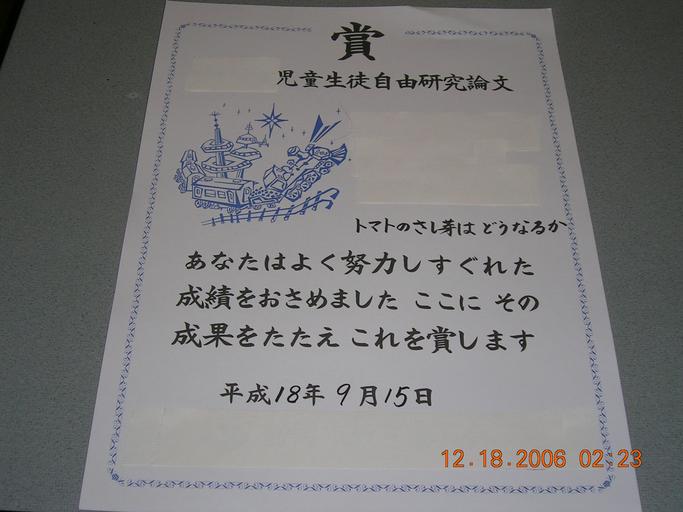 賞
児童生徒自由研究論文
トマトのさし芽は どうなるか
あなたはよく努力しすぐれた
成績をおさめました ここに その
成果をたたえ これを賞します
平成18年 9月15日
12.18.2006 02:23